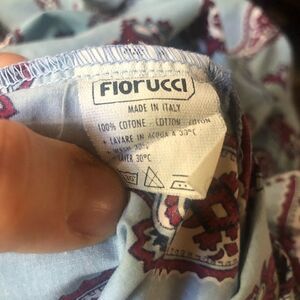 FIORUCCI
MADE IN ITALY
100% COTONE - COTTON - COTON
• LAVARE IN ACQUA A 30°C
• WASH 30°C
LAVER 30°C